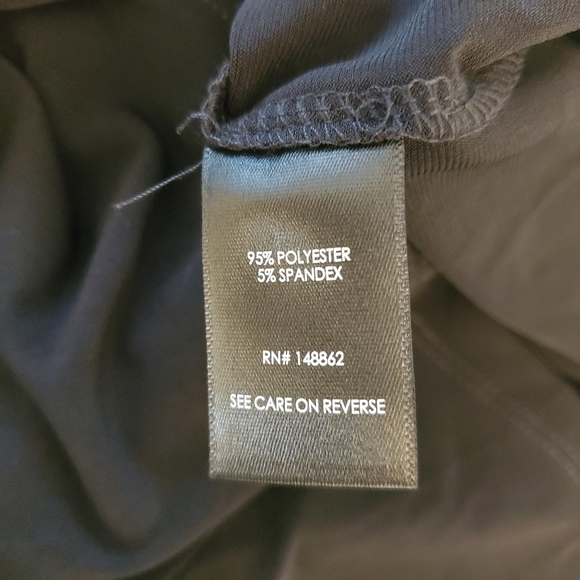 95% POLYESTER
5% SPANDEX
RN# 148862
SEE CARE ON REVERSE